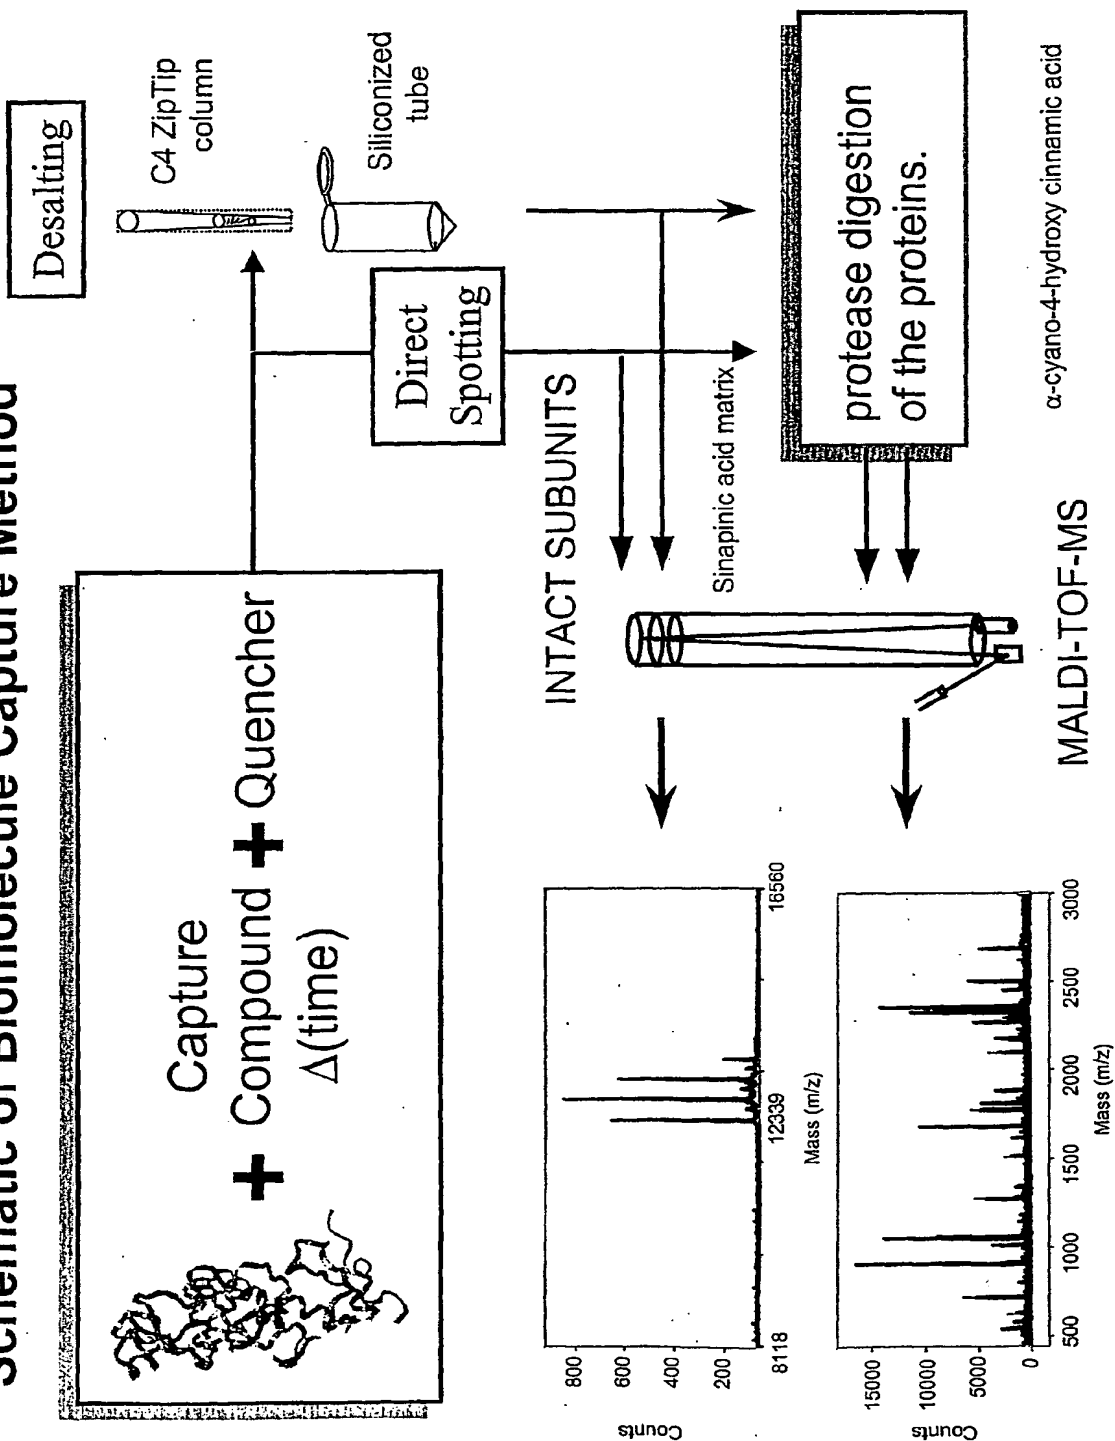 Schematic of Biomolecule Capture Method
Capture
+ Compound + Quencher
Δ(time)
Desalting
C4 ZipTip
column
Siliconized
tube
Direct
Spotting
INTACT SUBUNITS
Sinapinic acid matrix
protease digestion
of the proteins.
α-cyano-4-hydroxy cinnamic acid
MALDI-TOF-MS
Counts
800
600
400
200
8118
12339
16560
Mass (m/z)
Counts
15000
10000
5000
0
500
1000
1500
2000
2500
3000
Mass (m/z)